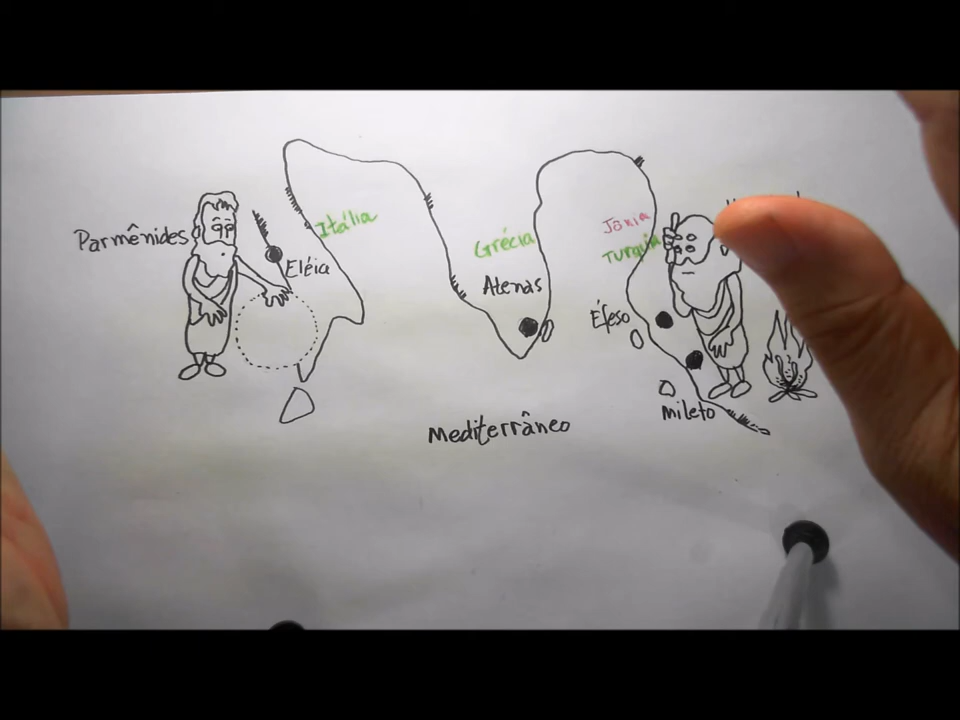 Parmênides
Eléia
Itália
Grécia
Atenas
Jônia
Turquia
Éfeso
Mileto
Mediterrâneo